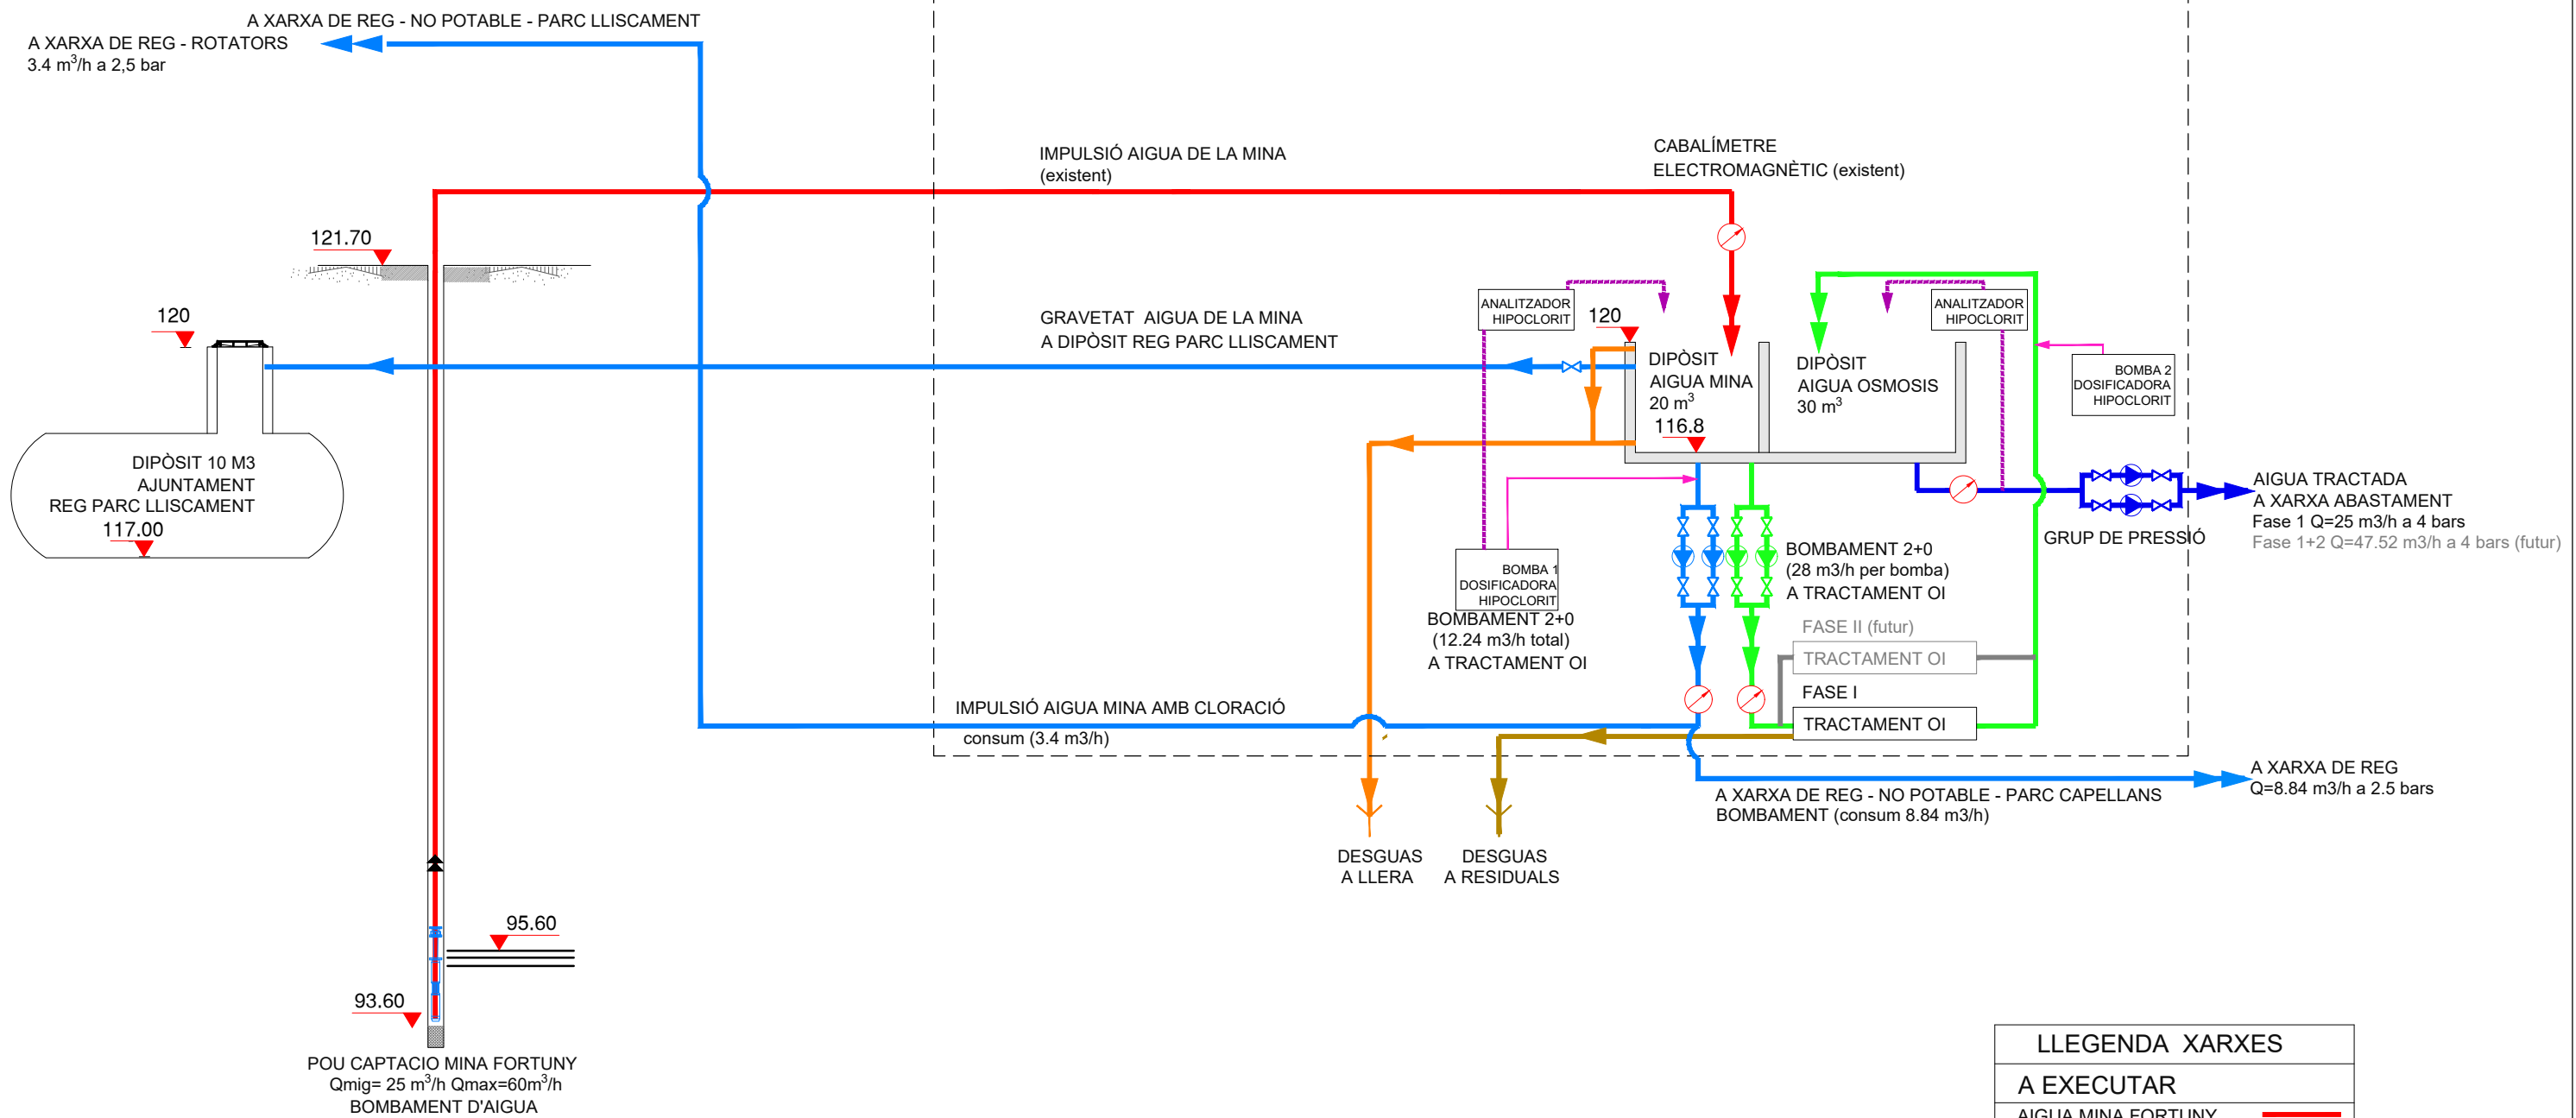 A XARXA DE REG - NO POTABLE - PARC LLISCAMENT
A XARXA DE REG - ROTATORS
3.4 m³/h a 2,5 bar
IMPULSIÓ AIGUA DE LA MINA
(existent)
CABALÍMETRE
ELECTROMAGNÈTIC (existent)
121.70
120
GRAVETAT AIGUA DE LA MINA
A DIPÒSIT REG PARC LLISCAMENT
ANALITZADOR
HIPOCLORIT
120
ANALITZADOR
HIPOCLORIT
DIPÒSIT
AIGUA MINA
20 m³
116.8
DIPÒSIT
AIGUA OSMOSIS
30 m³
BOMBA 2
DOSIFICADORA
HIPOCLORIT
DIPÒSIT 10 M3
AJUNTAMENT
REG PARC LLISCAMENT
117.00
AIGUA TRACTADA
A XARXA ABASTAMENT
Fase 1 Q=25 m3/h a 4 bars
Fase 1+2 Q=47.52 m3/h a 4 bars (futur)
GRUP DE PRESSIÓ
BOMBA 1
DOSIFICADORA
HIPOCLORIT
BOMBAMENT 2+0
(12.24 m3/h total)
A TRACTAMENT OI
BOMBAMENT 2+0
(28 m3/h per bomba)
A TRACTAMENT OI
FASE II (futur)
TRACTAMENT OI
FASE I
TRACTAMENT OI
IMPULSIÓ AIGUA MINA AMB CLORACIÓ
consum (3.4 m3/h)
A XARXA DE REG
Q=8.84 m3/h a 2.5 bars
A XARXA DE REG - NO POTABLE - PARC CAPELLANS
BOMBAMENT (consum 8.84 m3/h)
DESGUAS
A LLERA
DESGUAS
A RESIDUALS
95.60
93.60
POU CAPTACIO MINA FORTUNY
Qmig= 25 m³/h Qmax=60m³/h
BOMBAMENT D'AIGUA
LLEGENDA XARXES
A EXECUTAR
AIGUA MINA FORTUNY